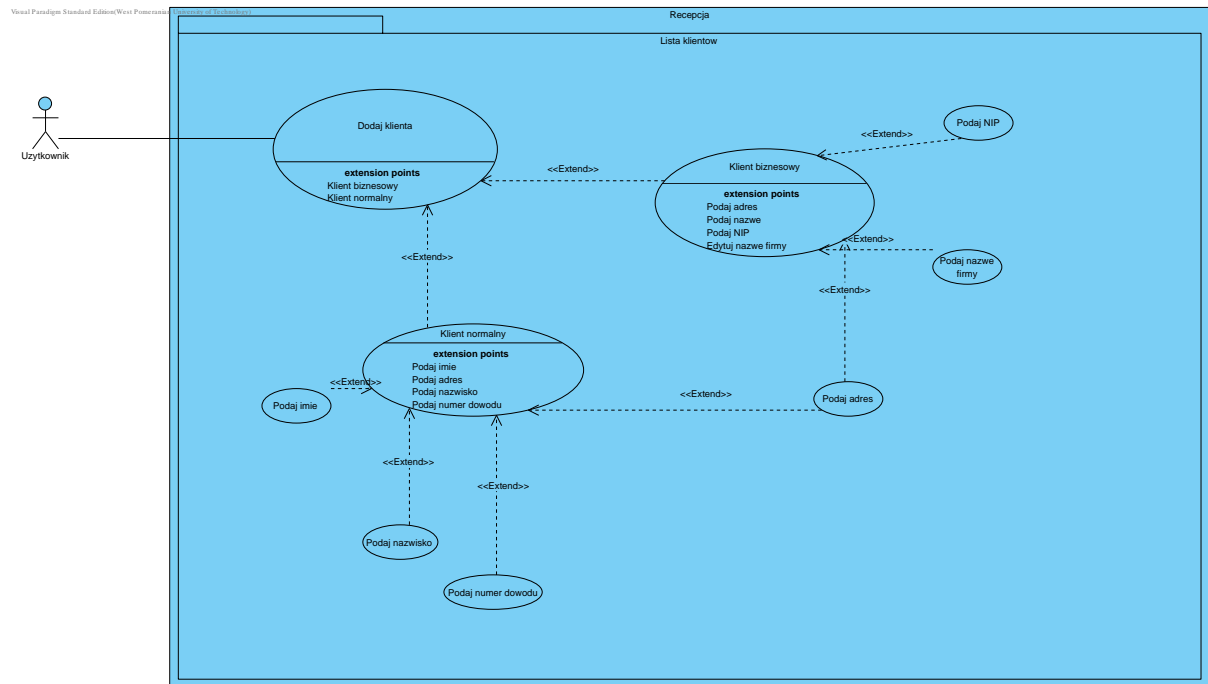 Visual Paradigm Standard Edition(West Pomeranian University of Technology)
Recepcja
Lista klientow
Uzytkownik
Dodaj klienta
extension points
Klient biznesowy
Klient normalny
<<Extend>>
Klient biznesowy
extension points
Podaj adres
Podaj nazwe
Podaj NIP
Edytuj nazwe firmy
<<Extend>>
Podaj NIP
<<Extend>>
Podaj nazwe
firmy
<<Extend>>
<<Extend>>
Klient normalny
extension points
Podaj imie
Podaj adres
Podaj nazwisko
Podaj numer dowodu
<<Extend>>
Podaj imie
<<Extend>>
Podaj adres
<<Extend>>
<<Extend>>
Podaj nazwisko
Podaj numer dowodu